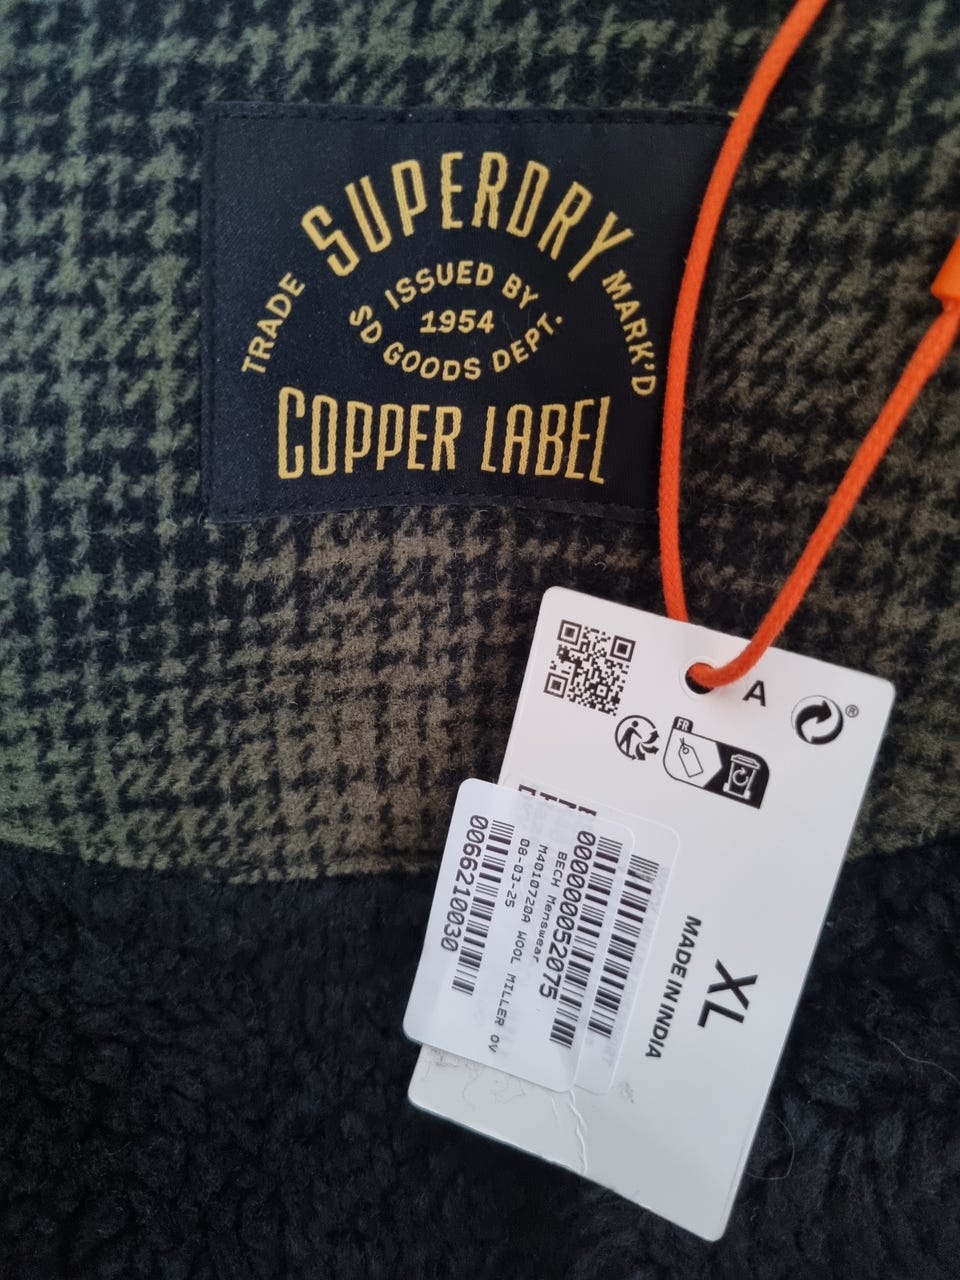 SUPERDRY
TRADE
MARK'D
ISSUED BY
1954
SD GOODS DEPT.
COPPER LABEL
A
®
FR
XL
MADE IN INDIA
000000052075
BECH Menswear
M4010720A WOOL MILLER OV
08-03-25
0066210030